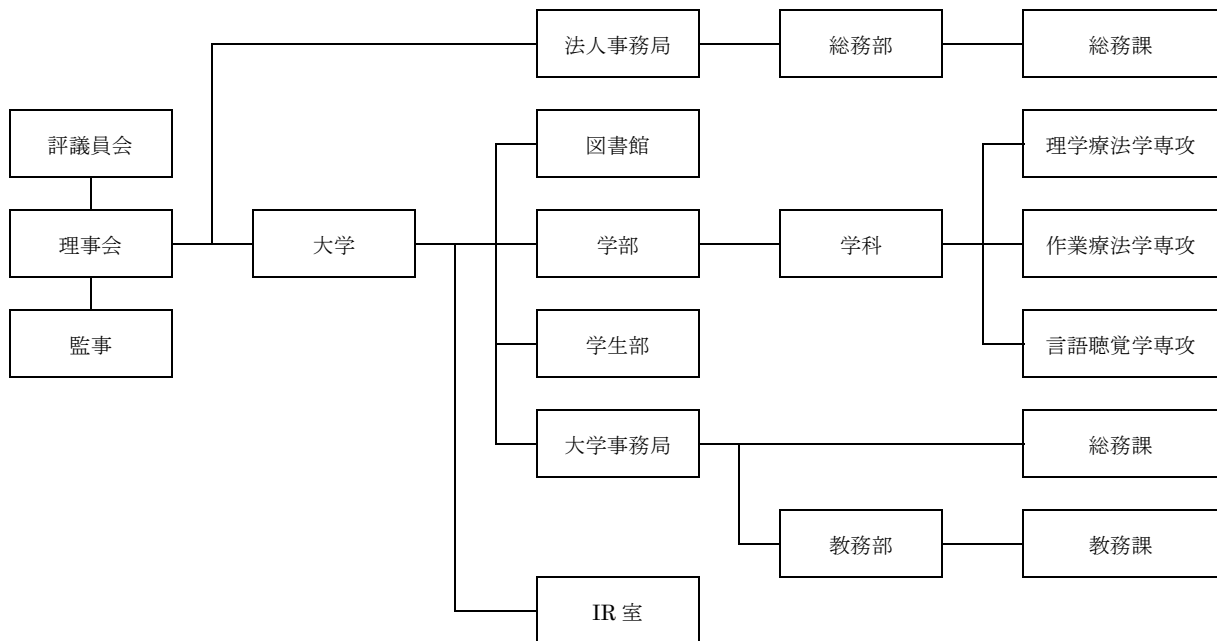 法人事務局
総務部
総務課
評議員会
図書館
理学療法学専攻
理事会
大学
学部
学科
作業療法学専攻
監事
学生部
言語聴覚学専攻
大学事務局
総務課
教務部
教務課
IR 室